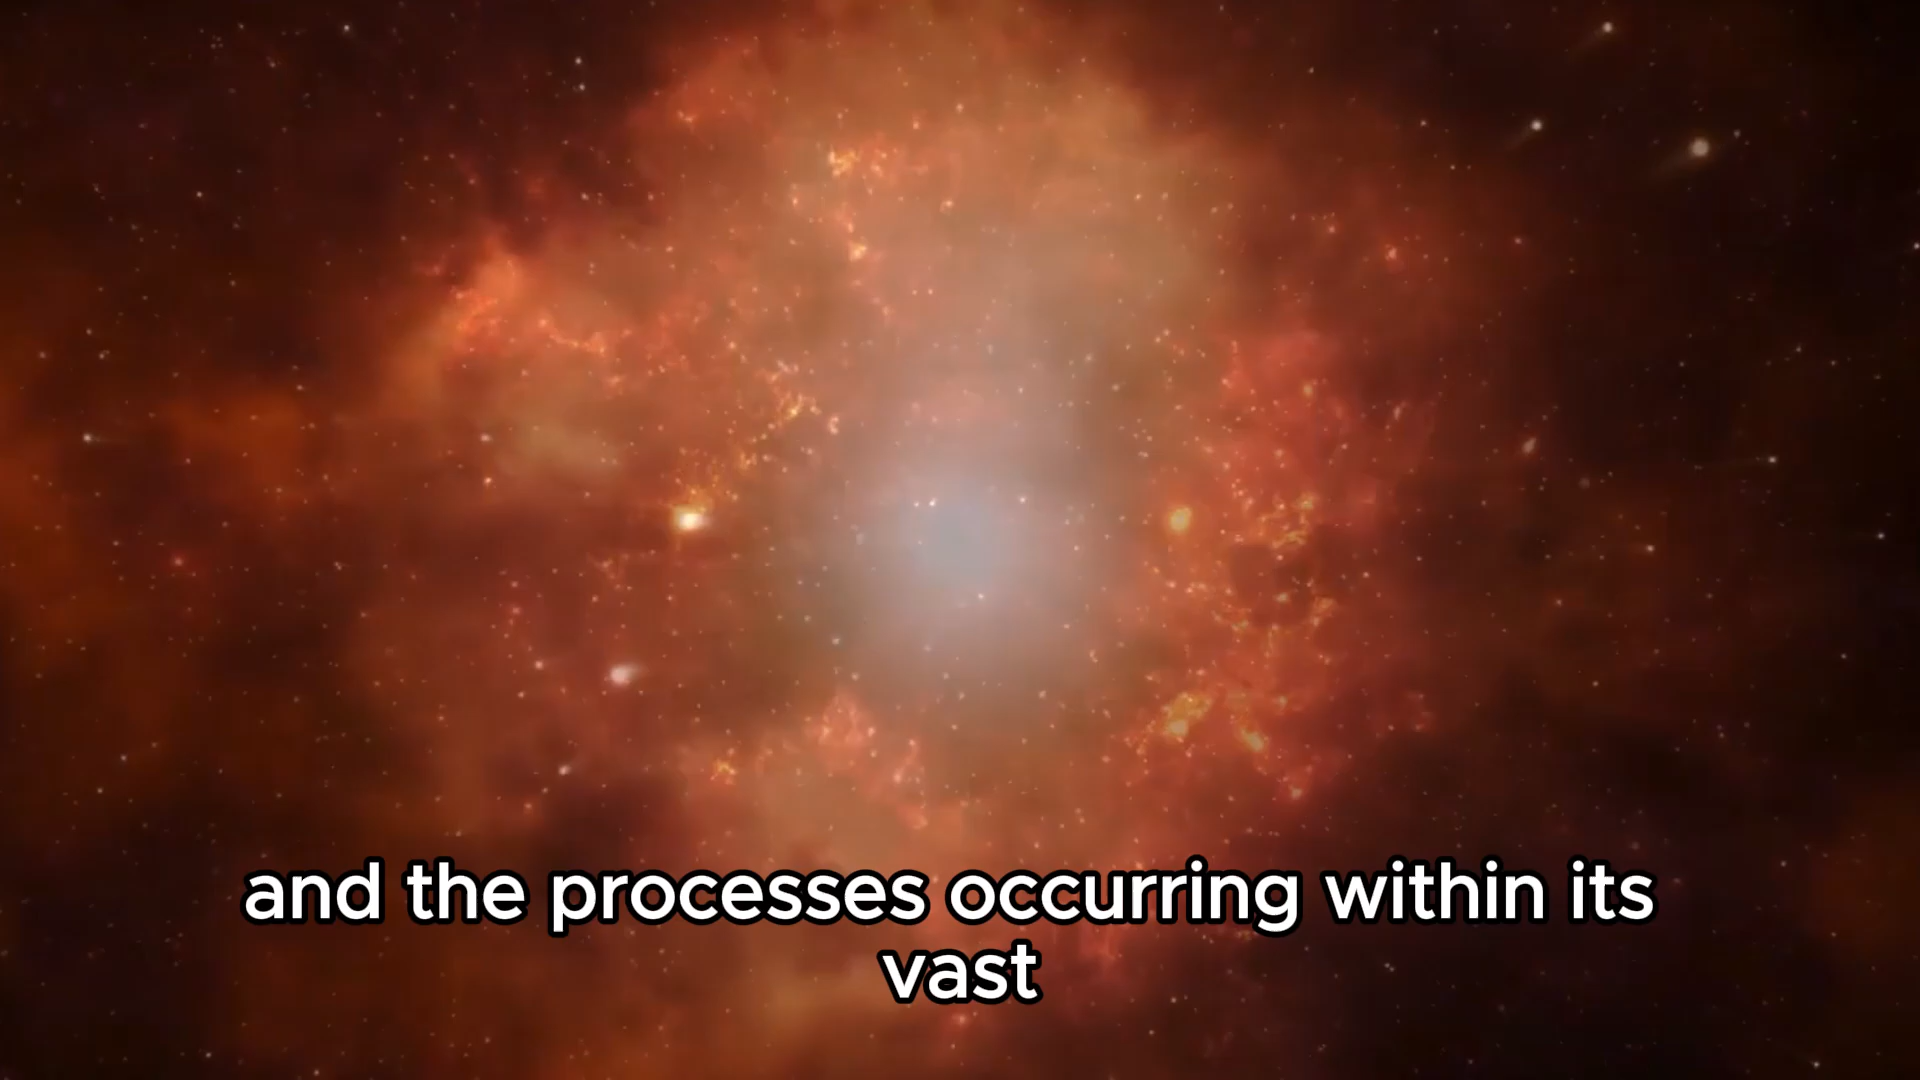 and the processes occurring within its
vast